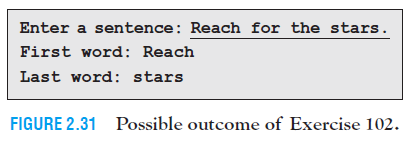 Enter a sentence: Reach for the stars.
First word: Reach
Last word: stars
FIGURE 2.31 Possible outcome of Exercise 102.